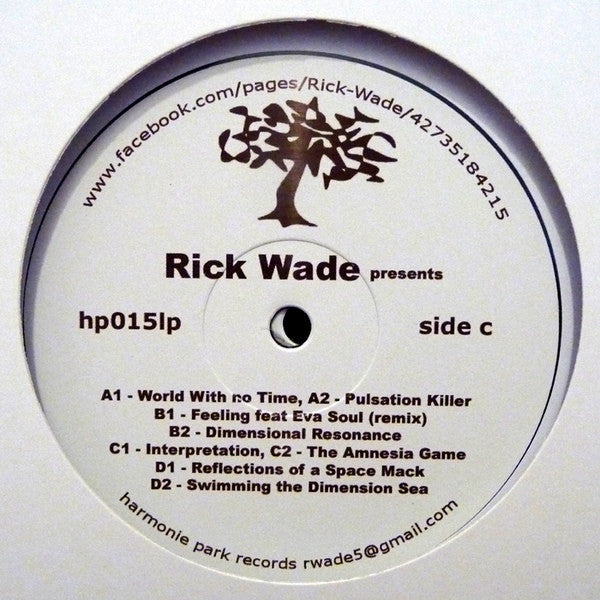 www.facebook.com/pages/Rick-Wade/42735184215
Rick Wade presents
hp015lp
side c
A1 - World With no Time, A2 - Pulsation Killer
B1 - Feeling feat Eva Soul (remix)
B2 - Dimensional Resonance
C1 - Interpretation, C2 - The Amnesia Game
D1 - Reflections of a Space Mack
D2 - Swimming the Dimension Sea
harmonie park records rwade5@gmail.com